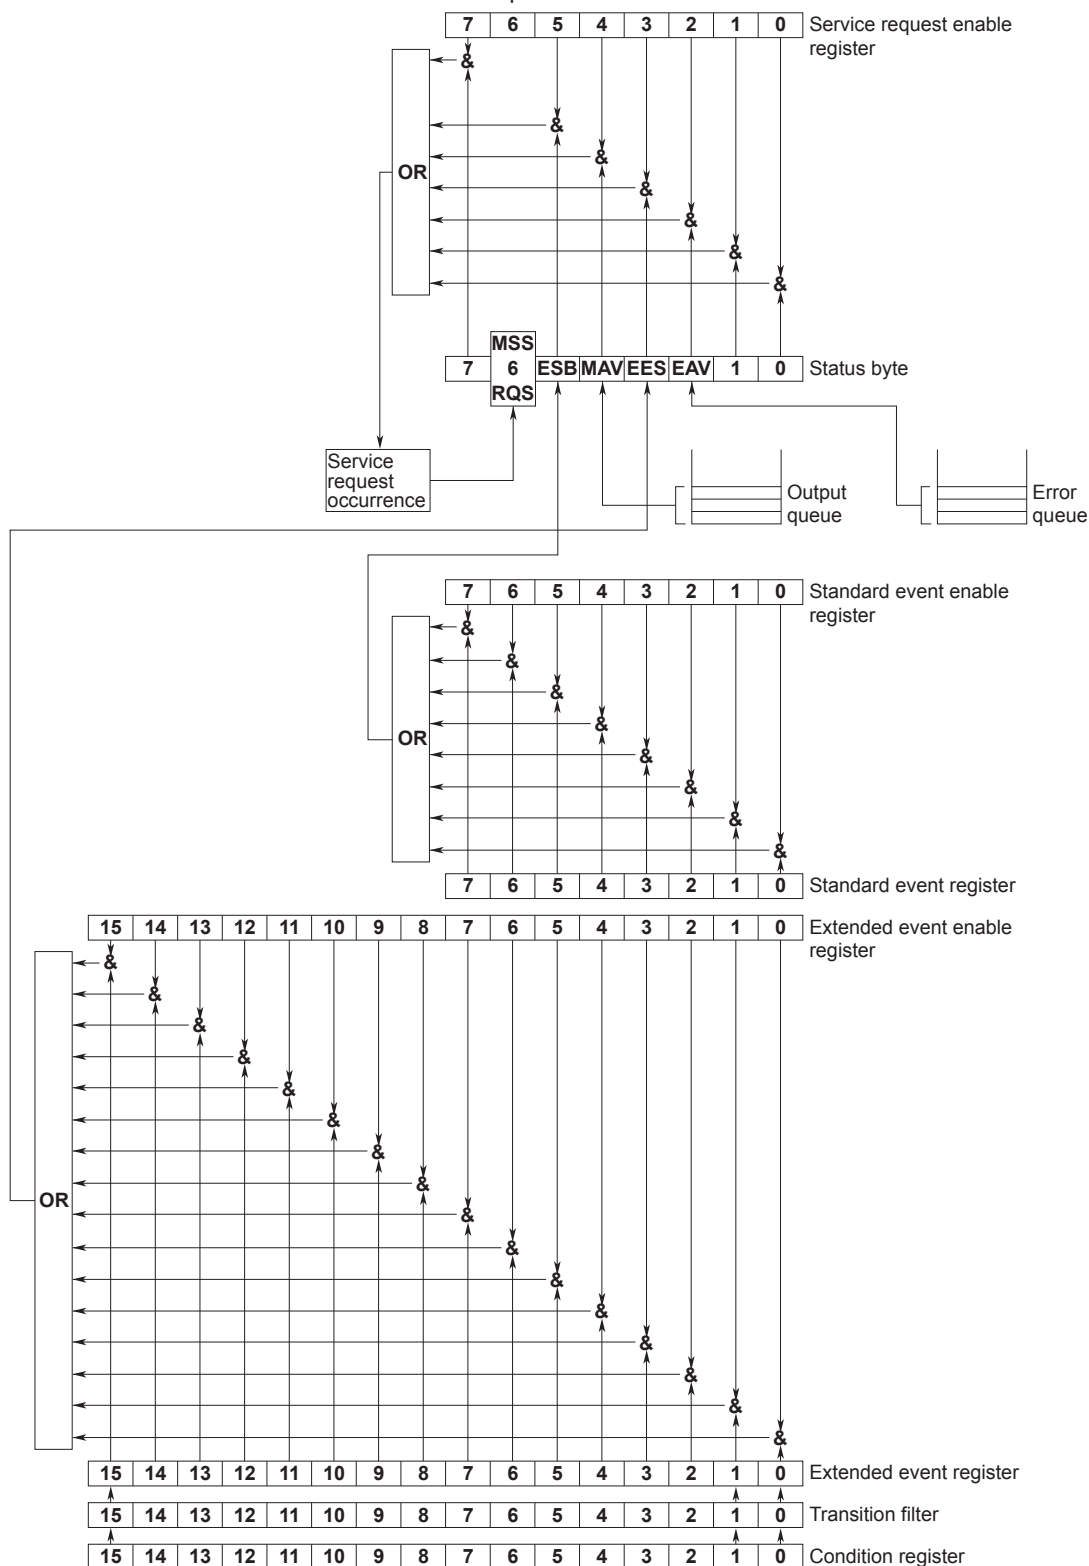 7 6 5 4 3 2 1 0 Service request enable
register
&
&
&
OR
&
&
&
&
MSS
7 6 ESB MAV EES EAV 1 0 Status byte
RQS
Service
request
occurrence
Output
queue
Error
queue
7 6 5 4 3 2 1 0 Standard event enable
register
&
&
&
&
OR
&
&
&
&
7 6 5 4 3 2 1 0 Standard event register
15 14 13 12 11 10 9 8 7 6 5 4 3 2 1 0 Extended event enable
register
&
&
&
&
&
&
&
&
OR
&
&
&
&
&
&
&
&
15 14 13 12 11 10 9 8 7 6 5 4 3 2 1 0 Extended event register
15 14 13 12 11 10 9 8 7 6 5 4 3 2 1 0 Transition filter
15 14 13 12 11 10 9 8 7 6 5 4 3 2 1 0 Condition register